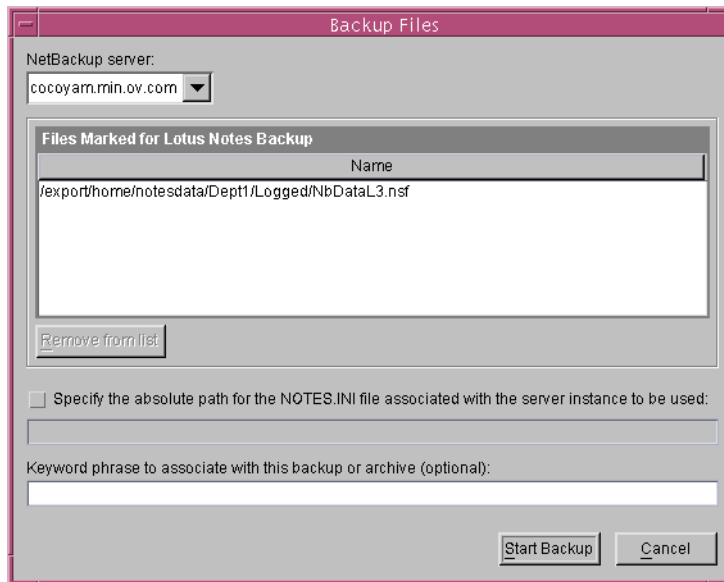 Backup Files
NetBackup server:
cocoyam.min.ov.com
Files Marked for Lotus Notes Backup
Name
/export/home/notesdata/Dept1/Logged/NbDataL3.nsf
Remove from list
Specify the absolute path for the NOTES.INI file associated with the server instance to be used:
Keyword phrase to associate with this backup or archive (optional):
Start Backup
Cancel